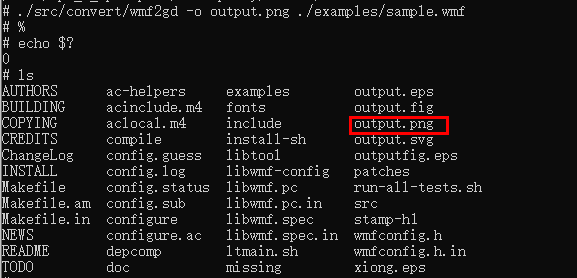 # ./src/convert/wmf2gd -o output.png ./examples/sample.wmf
# %
# echo $?
0
# ls
AUTHORS ac-helpers examples output.eps
BUILDING acinclude.m4 fonts output.fig
COPYING aclocal.m4 include output.png
CREDITS compile install-sh output.svg
ChangeLog config.guess libtool outputfig.eps
INSTALL config.log libwmf-config patches
Makefile config.status libwmf.pc run-all-tests.sh
Makefile.am config.sub libwmf.pc.in src
Makefile.in configure libwmf.spec stamp-h1
NEWS configure.ac libwmf.spec.in wmfconfig.h
README depcomp ltmain.sh wmfconfig.h.in
TODO doc missing xiong.eps